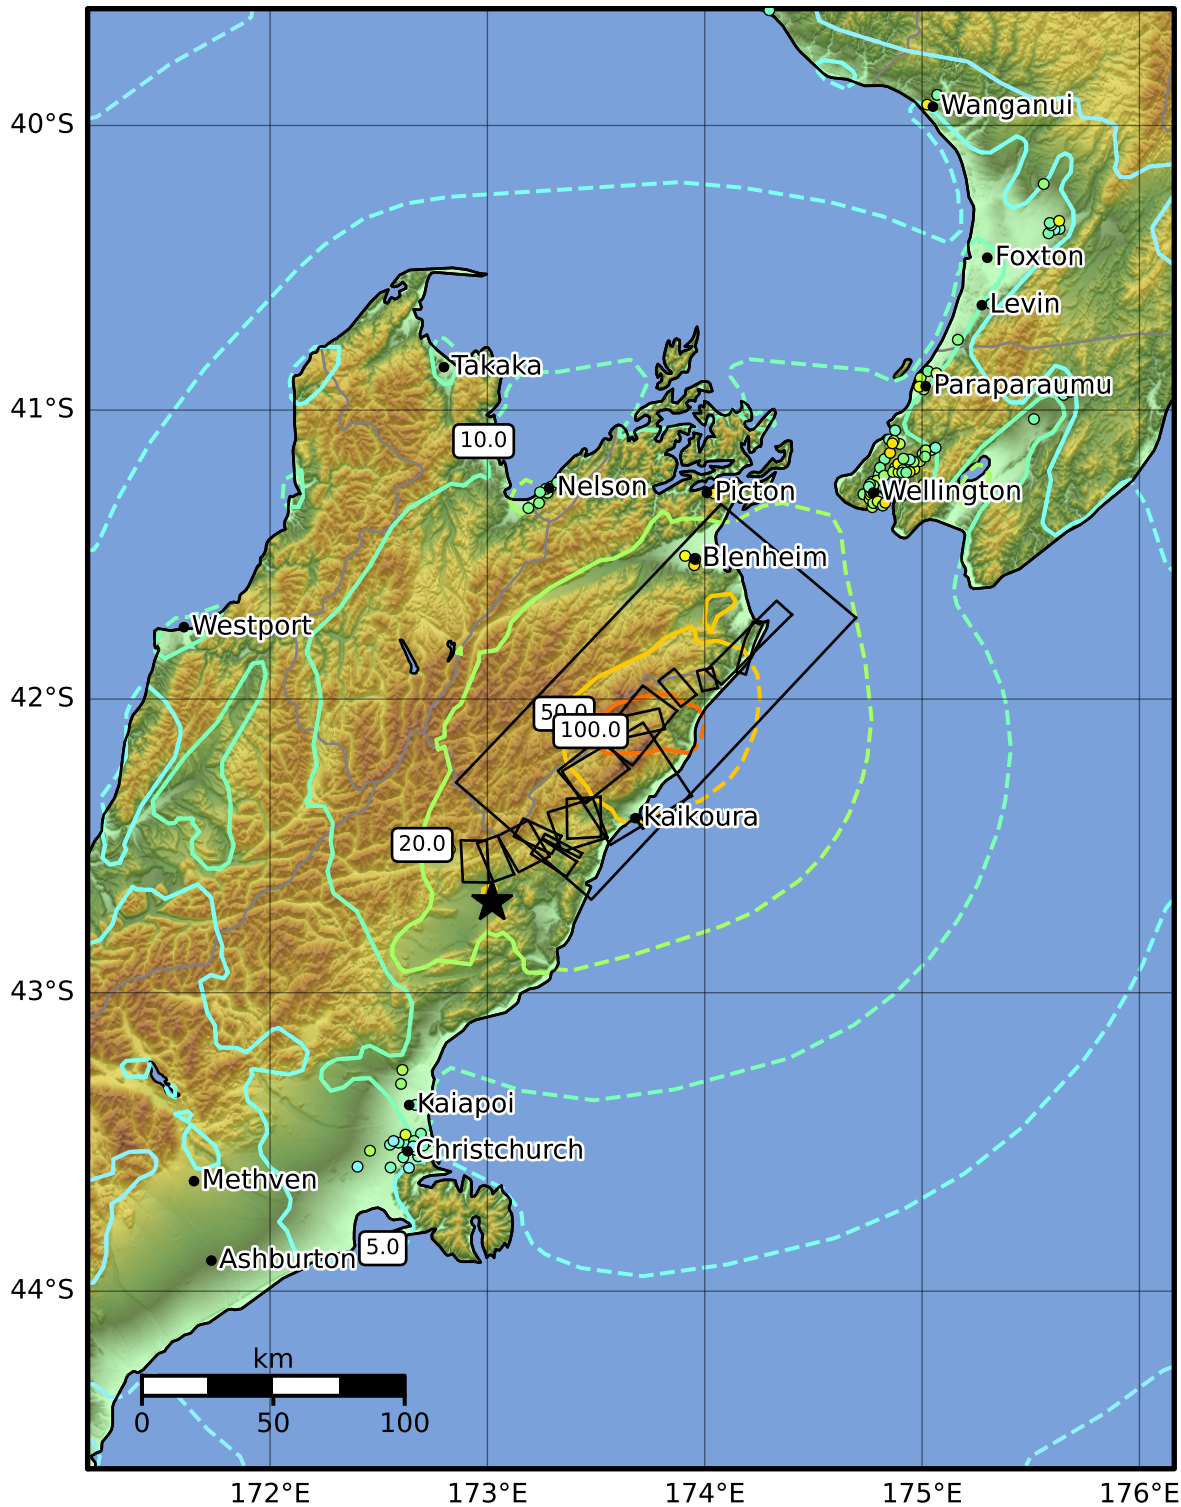 40°S
Wanganui
Foxton
Levin
Takaka
Paraparaumu
41°S
10.0
Nelson
Picton
Wellington
Blenheim
Westport
42°S
50.0
100.0
Kaikoura
20.0
43°S
Kaiapoi
Christchurch
Methven
5.0
Ashburton
44°S
km
0 50 100
172°E 173°E 174°E 175°E 176°E